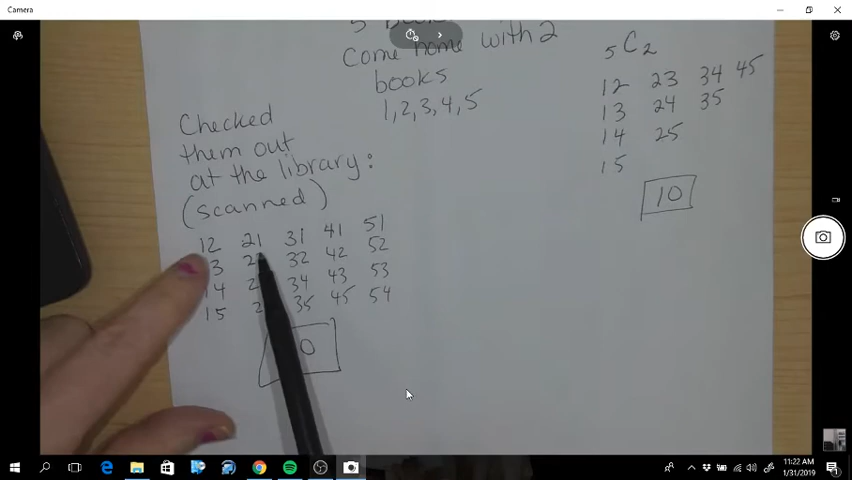 Camera
Come home with 2
books
1,2,3,4,5
Checked
them out
at the library:
(scanned)
12 21 31 41 51
32 42 52
14 34 43 53
15 35 45 54
5C2
12 23 34 45
13 24 35
14 25
15
10
11:22 AM
1/31/2019